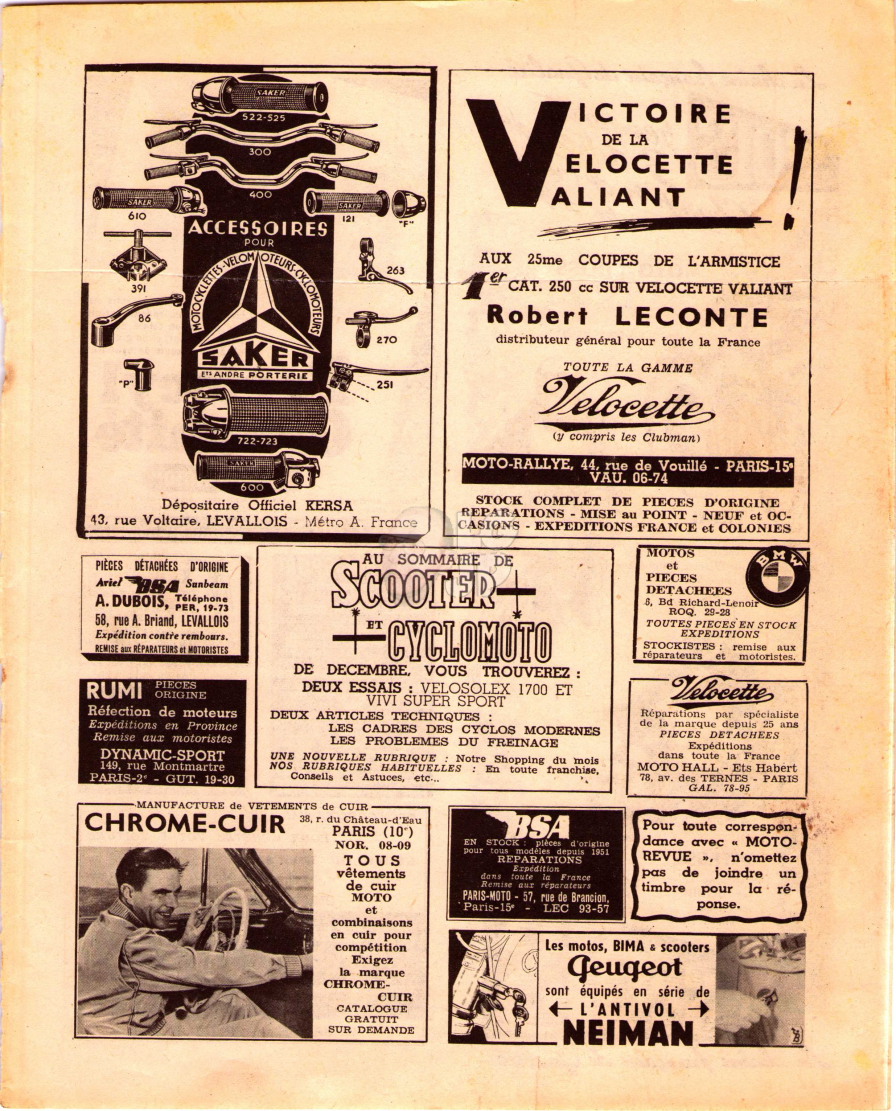 SAKER
522-525
300
400
SAKER
610
SAKER
121
"F"
ACCESSOIRES
POUR
MOTOCYCLETTES-VELOMOTEURS-CYCLOMOTEURS
391
263
86
270
SAKER
ETS ANDRE PORTERIE
"P"
251
722-723
SAKER
600
Dépositaire Officiel KERSA
43, rue Voltaire, LEVALLOIS - Métro A. France
VICTOIRE
DE LA
VELOCETTE
VALIANT !
AUX 25me COUPES DE L'ARMISTICE
1er CAT. 250 cc SUR VELOCETTE VALIANT
Robert LECONTE
distributeur général pour toute la France
TOUTE LA GAMME
Velocette
(y compris les Clubman)
MOTO-RALLYE, 44, rue de Vouillé - PARIS-15e
VAU. 06-74
STOCK COMPLET DE PIECES D'ORIGINE
REPARATIONS - MISE au POINT - NEUF et OC-
CASIONS - EXPEDITIONS FRANCE et COLONIES
PIÈCES DÉTACHÉES D'ORIGINE
Ariel BSA Sunbeam
A. DUBOIS, Téléphone
PER, 19-73
58, rue A. Briand, LEVALLOIS
Expédition contre rembours.
REMISE aux RÉPARATEURS et MOTORISTES
AU SOMMAIRE DE
SCOOTER
ET
CYCLOMOTO
DE DECEMBRE, VOUS TROUVEREZ :
DEUX ESSAIS : VELOSOLEX 1700 ET
VIVI SUPER SPORT
DEUX ARTICLES TECHNIQUES :
LES CADRES DES CYCLOS MODERNES
LES PROBLEMES DU FREINAGE
UNE NOUVELLE RUBRIQUE : Notre Shopping du mois
NOS RUBRIQUES HABITUELLES : En toute franchise,
Conseils et Astuces, etc...
MOTOS
et
PIECES
DETACHEES
BMW
8, Bd Richard-Lenoir
ROQ. 29-28
TOUTES PIECES EN STOCK
EXPEDITIONS
STOCKISTES : remise aux
réparateurs et motoristes.
RUMI PIECES
ORIGINE
Réfection de moteurs
Expéditions en Province
Remise aux motoristes
DYNAMIC-SPORT
149, rue Montmartre
PARIS-2e - GUT. 19-30
Velocette
Réparations par spécialiste
de la marque depuis 25 ans
PIECES DETACHEES
Expéditions
dans toute la France
MOTO HALL - Ets Habert
78, av. des TERNES - PARIS
GAL. 78-95
MANUFACTURE de VETEMENTS de CUIR
CHROME-CUIR
38, r. du Château-d'Eau
PARIS (10e)
NOR. 08-09
TOUS
vêtements
de cuir
MOTO
et
combinaisons
en cuir pour
compétition
Exigez
la marque
CHROME-
CUIR
CATALOGUE
GRATUIT
SUR DEMANDE
BSA
EN STOCK : pièces d'origine
pour tous modèles depuis 1951
REPARATIONS
Expédition
dans toute la France
Remise aux réparateurs
PARIS-MOTO - 57, rue de Brancion,
Paris-15e - LEC 93-57
Pour toute correspon-
dance avec « MOTO-
REVUE », n'omettez
pas de joindre un
timbre pour la ré-
ponse.
Les motos, BIMA & scooters
Peugeot
sont équipés en série de
L'ANTIVOL
NEIMAN